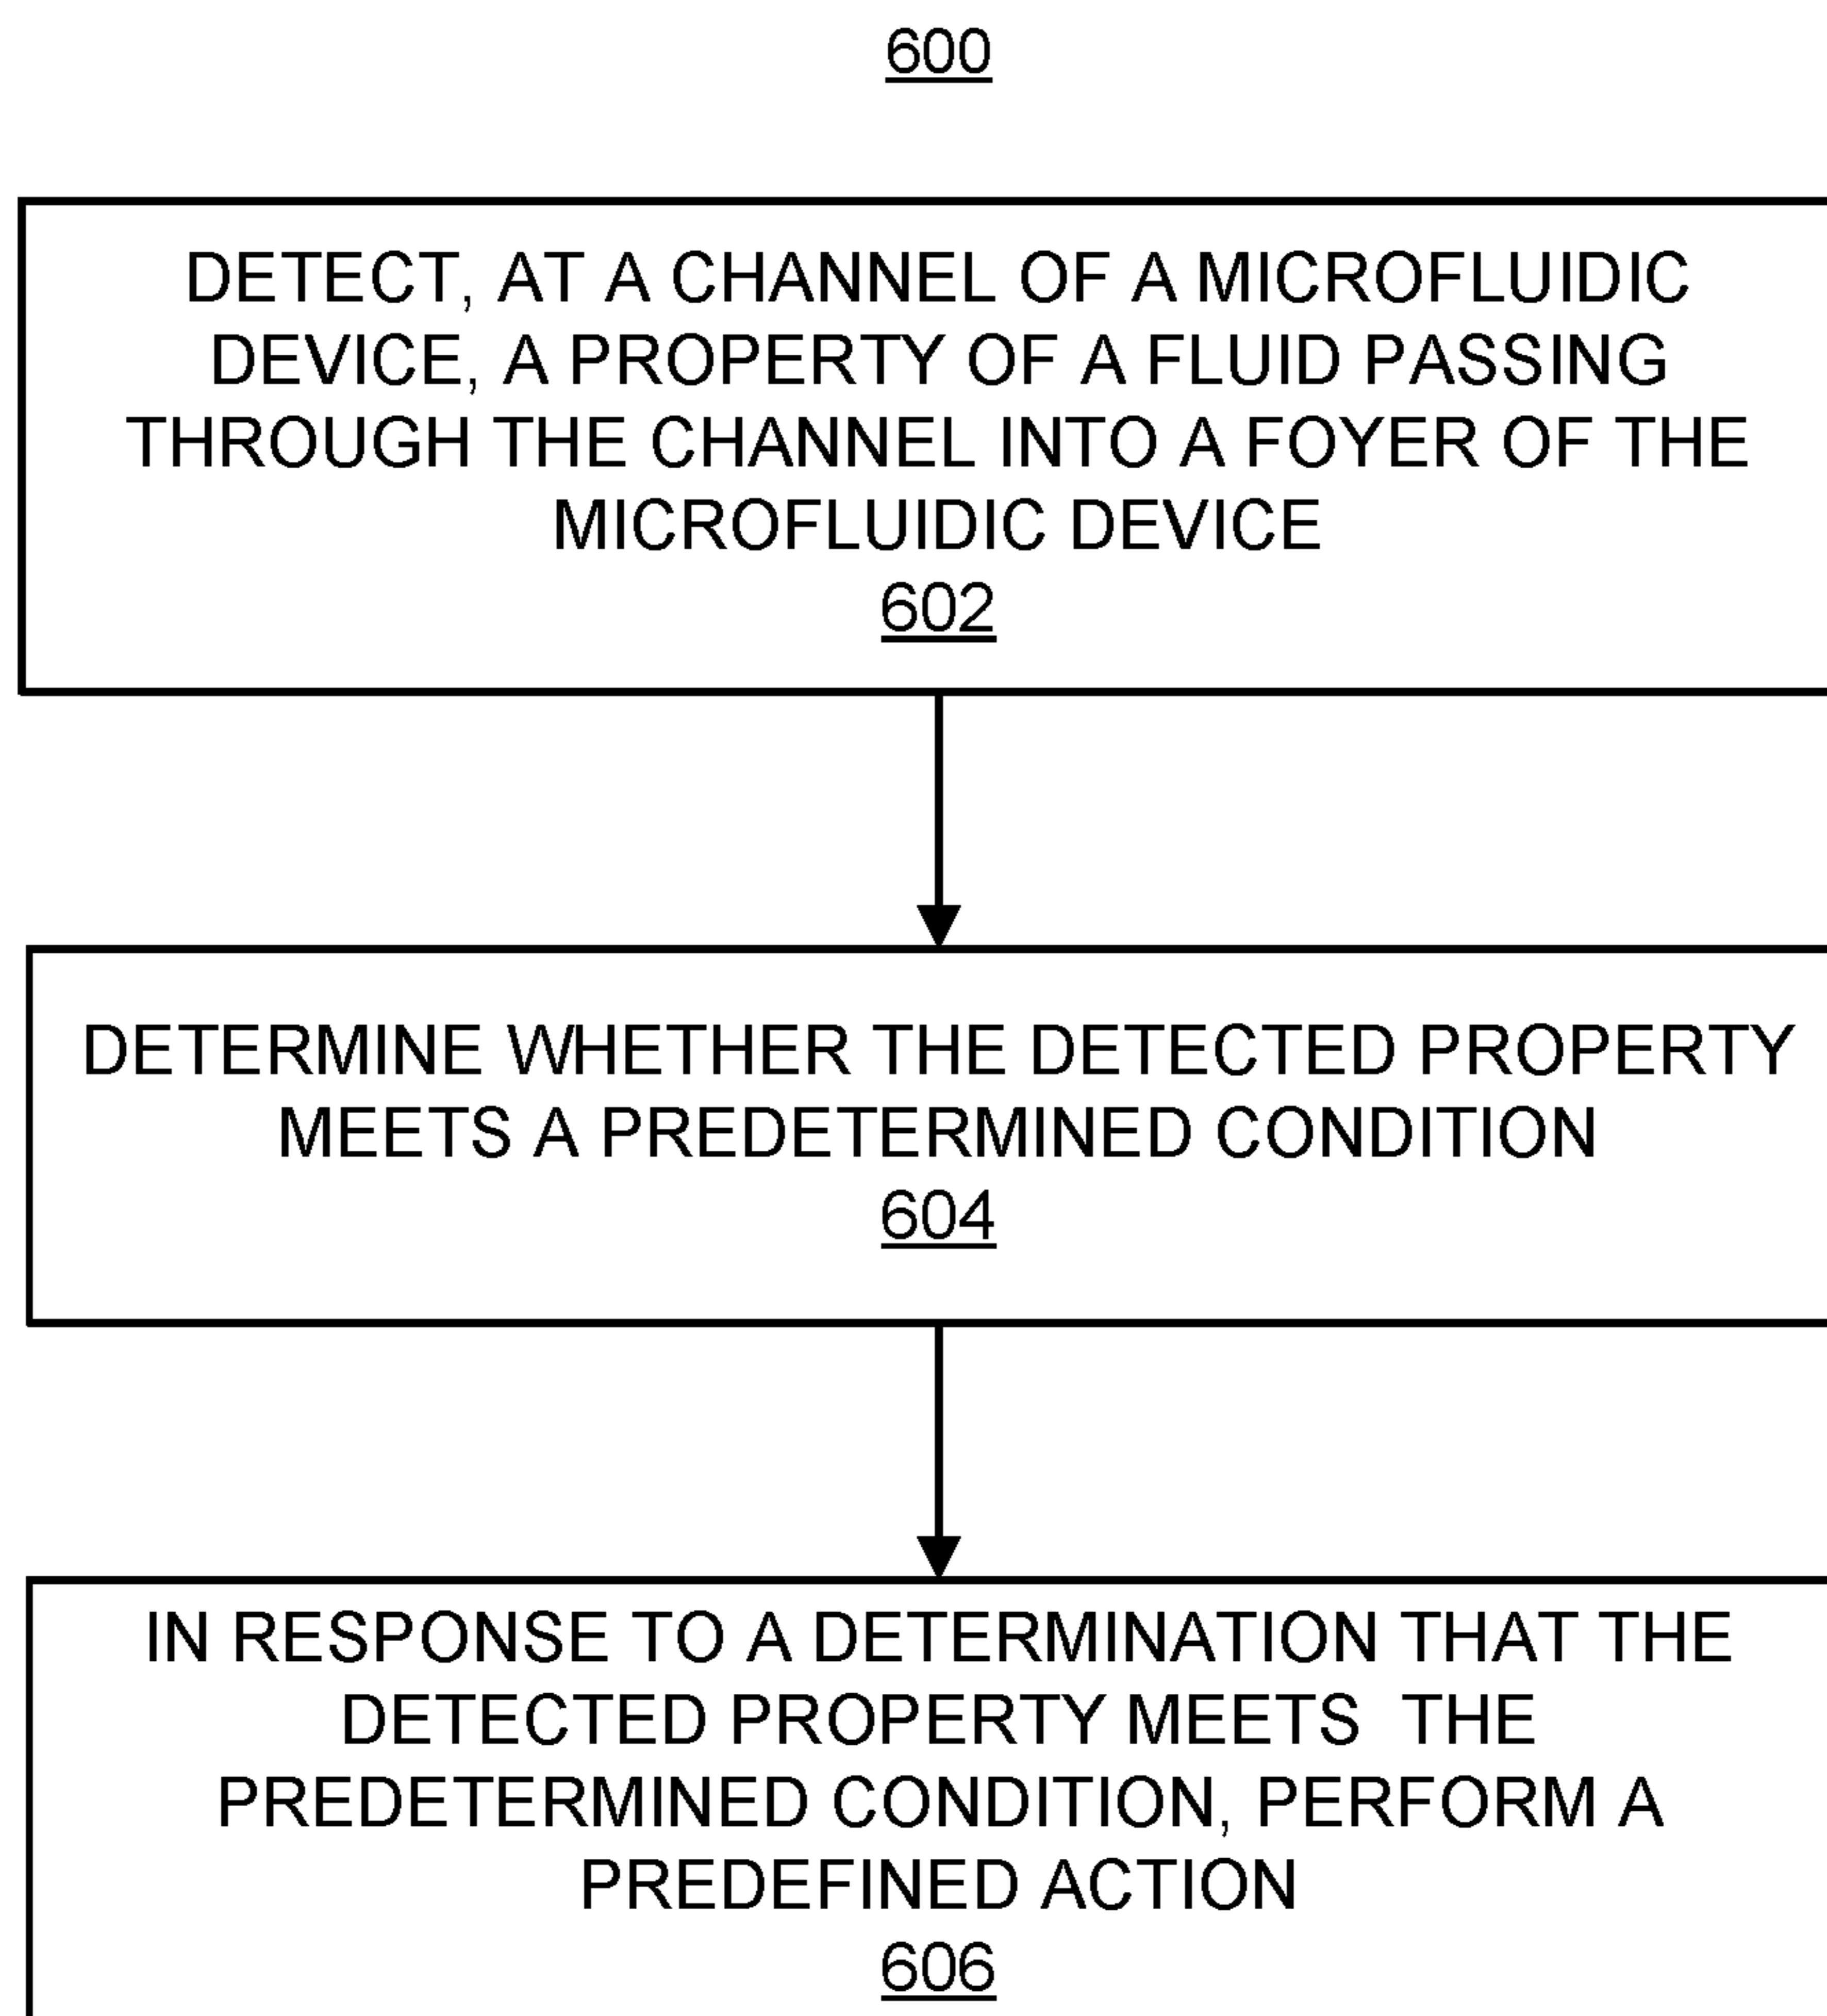 600
DETECT, AT A CHANNEL OF A MICROFLUIDIC
DEVICE, A PROPERTY OF A FLUID PASSING
THROUGH THE CHANNEL INTO A FOYER OF THE
MICROFLUIDIC DEVICE
602
DETERMINE WHETHER THE DETECTED PROPERTY
MEETS A PREDETERMINED CONDITION
604
IN RESPONSE TO A DETERMINATION THAT THE
DETECTED PROPERTY MEETS  THE
PREDETERMINED CONDITION, PERFORM A
PREDEFINED ACTION
606